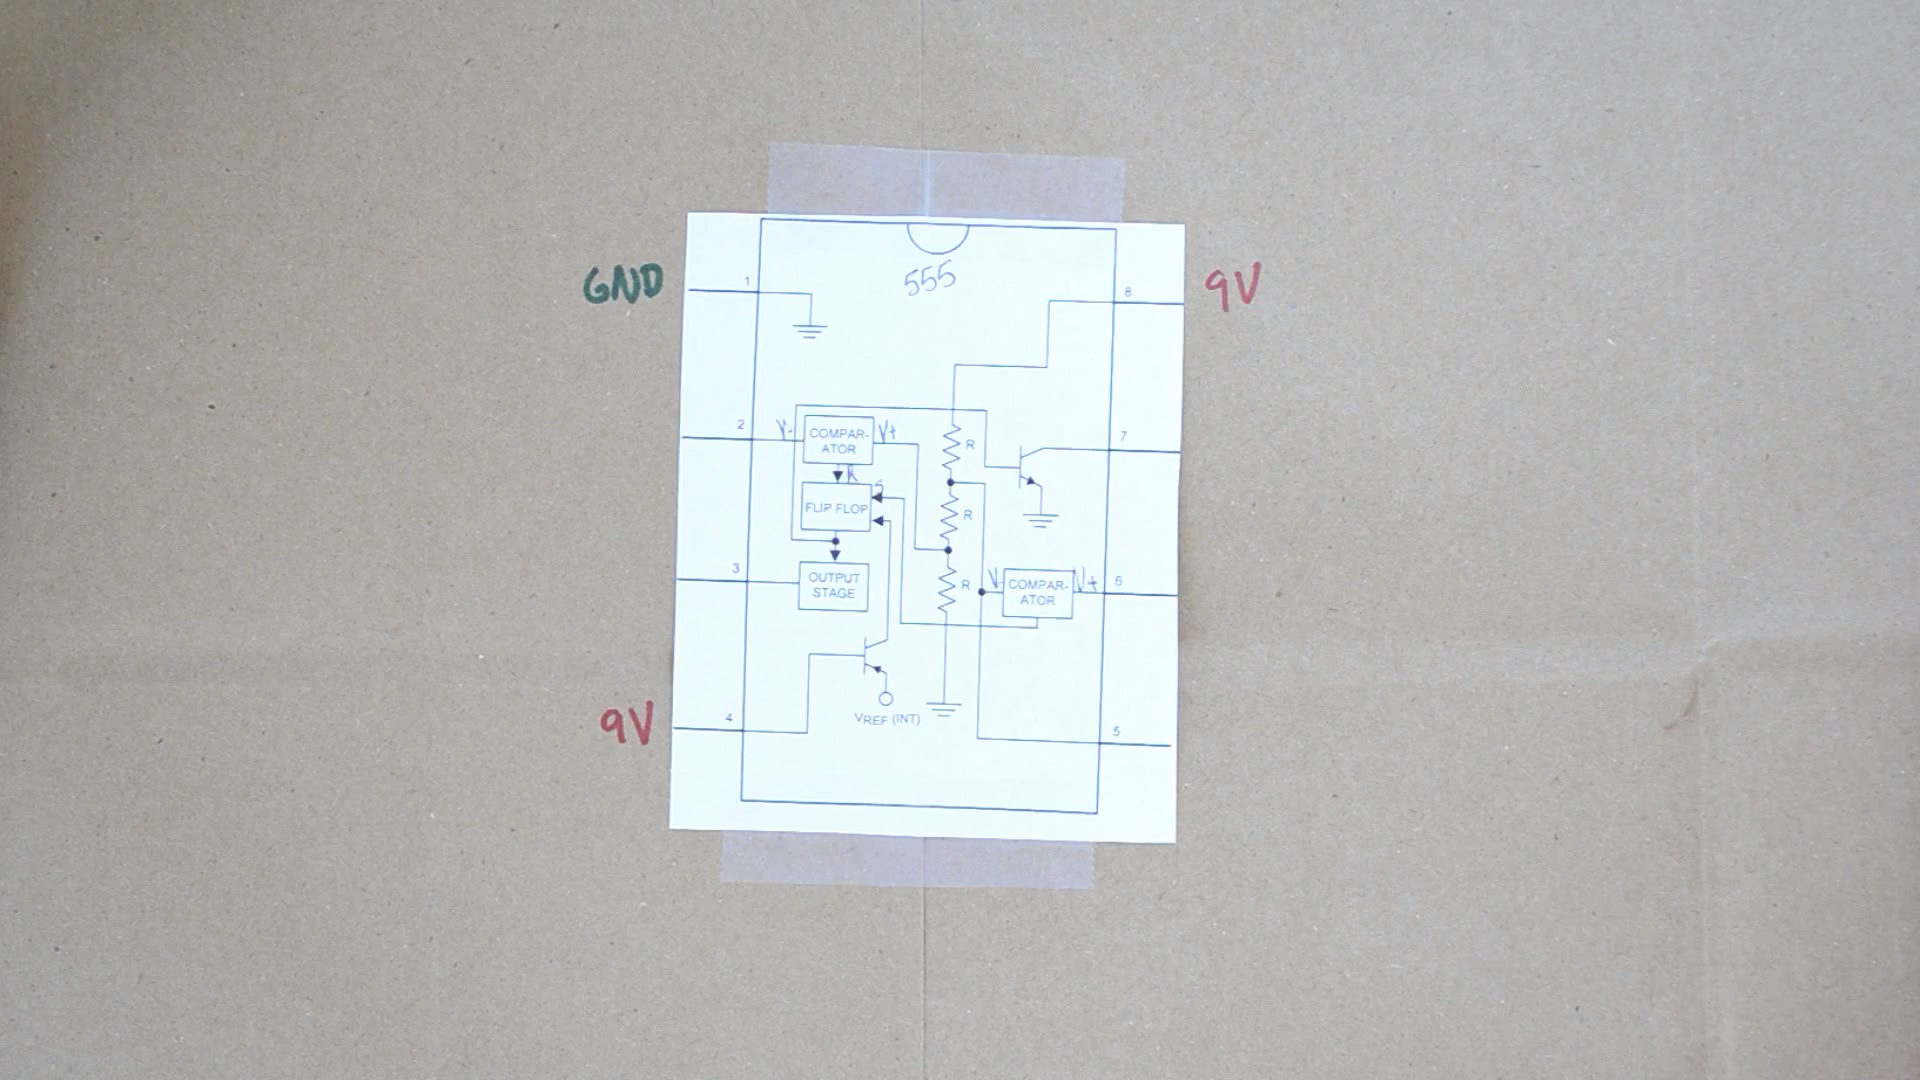 555
GND
1
8
9V
2
V-
COMPAR-
ATOR
V+
R
7
R
S
FLIP FLOP
R
3
OUTPUT
STAGE
R
V-
COMPAR-
ATOR
V+
6
9V
4
VREF (INT)
5